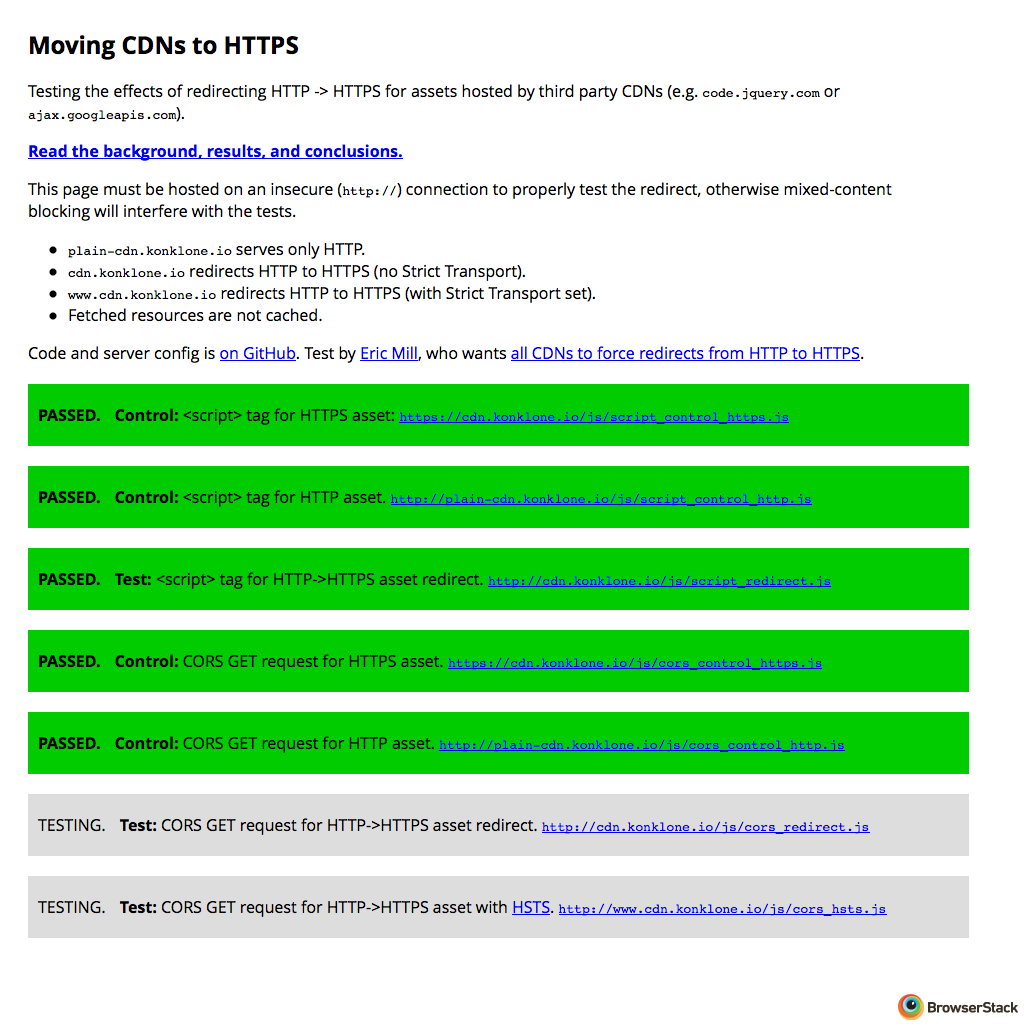 Moving CDNs to HTTPS
Testing the effects of redirecting HTTP -> HTTPS for assets hosted by third party CDNs (e.g. code.jquery.com or
ajax.googleapis.com).
Read the background, results, and conclusions.
This page must be hosted on an insecure (http://) connection to properly test the redirect, otherwise mixed-content
blocking will interfere with the tests.
• plain-cdn.konklone.io serves only HTTP.
• cdn.konklone.io redirects HTTP to HTTPS (no Strict Transport).
• www.cdn.konklone.io redirects HTTP to HTTPS (with Strict Transport set).
• Fetched resources are not cached.
Code and server config is on GitHub. Test by Eric Mill, who wants all CDNs to force redirects from HTTP to HTTPS.
PASSED. Control: <script> tag for HTTPS asset: https://cdn.konklone.io/js/script_control_https.js
PASSED. Control: <script> tag for HTTP asset. http://plain-cdn.konklone.io/js/script_control_http.js
PASSED. Test: <script> tag for HTTP->HTTPS asset redirect. http://cdn.konklone.io/js/script_redirect.js
PASSED. Control: CORS GET request for HTTPS asset. https://cdn.konklone.io/js/cors_control_https.js
PASSED. Control: CORS GET request for HTTP asset. http://plain-cdn.konklone.io/js/cors_control_http.js
TESTING. Test: CORS GET request for HTTP->HTTPS asset redirect. http://cdn.konklone.io/js/cors_redirect.js
TESTING. Test: CORS GET request for HTTP->HTTPS asset with HSTS. http://www.cdn.konklone.io/js/cors_hsts.js
BrowserStack